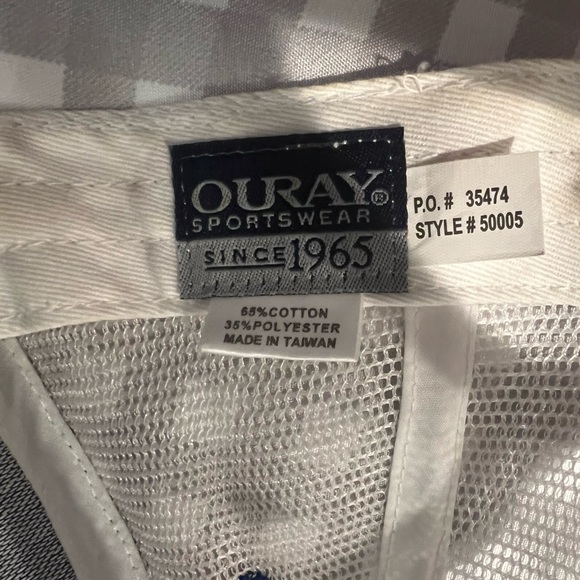 OURAY®
SPORTSWEAR
SINCE 1965
P.O. # 35474
STYLE # 50005
65%COTTON
35%POLYESTER
MADE IN TAIWAN